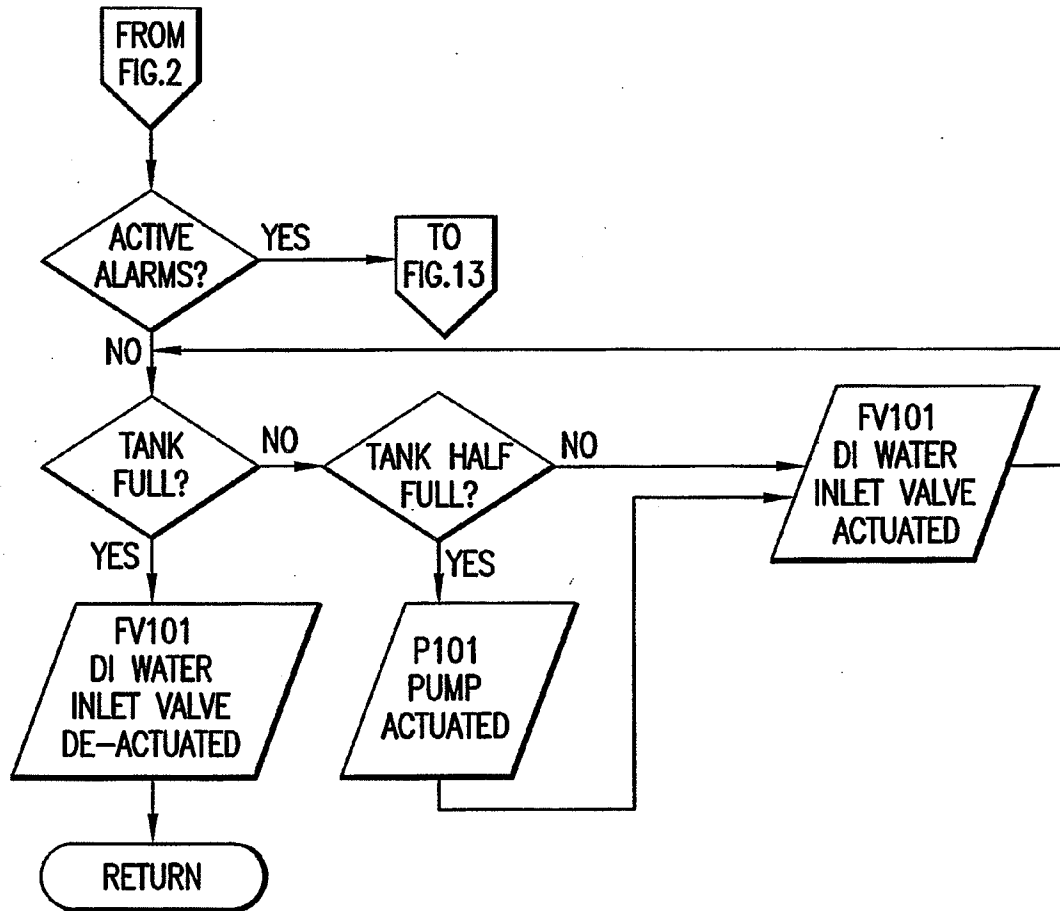 FROM
FIG.2
ACTIVE
ALARMS?
YES
TO
FIG.13
NO
TANK
FULL?
NO
TANK HALF
FULL?
NO
FV101
DI WATER
INLET VALVE
ACTUATED
YES
YES
FV101
DI WATER
INLET VALVE
DE-ACTUATED
P101
PUMP
ACTUATED
RETURN